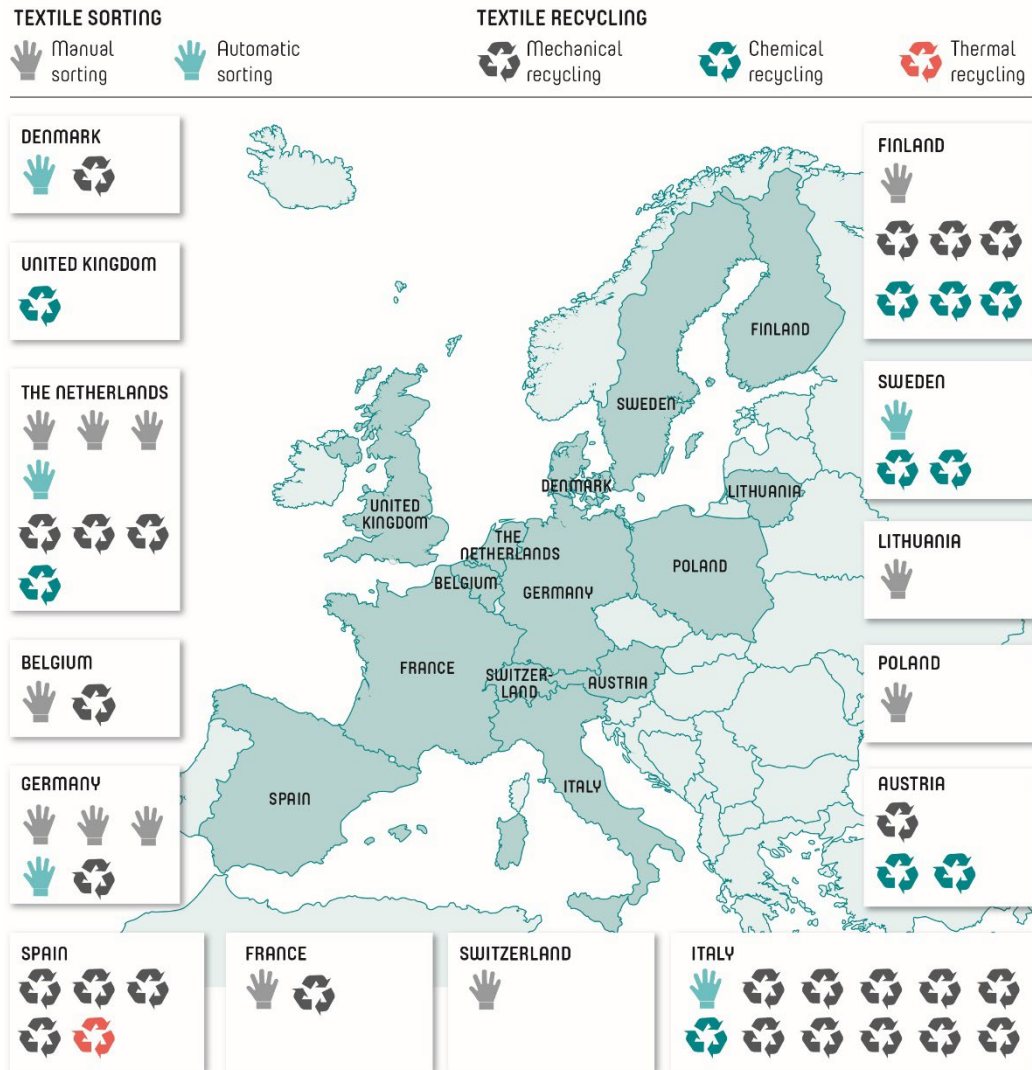 TEXTILE SORTING
Manual
sorting
Automatic
sorting
TEXTILE RECYCLING
Mechanical
recycling
Chemical
recycling
Thermal
recycling
DENMARK
UNITED KINGDOM
THE NETHERLANDS
BELGIUM
GERMANY
FINLAND
SWEDEN
LITHUANIA
POLAND
AUSTRIA
FINLAND
SWEDEN
DENMARK
LITHUANIA
UNITED
KINGDOM
THE
NETHERLANDS
BELGIUM
GERMANY
POLAND
FRANCE
SWITZER-
LAND
AUSTRIA
SPAIN
ITALY
SPAIN
FRANCE
SWITZERLAND
ITALY